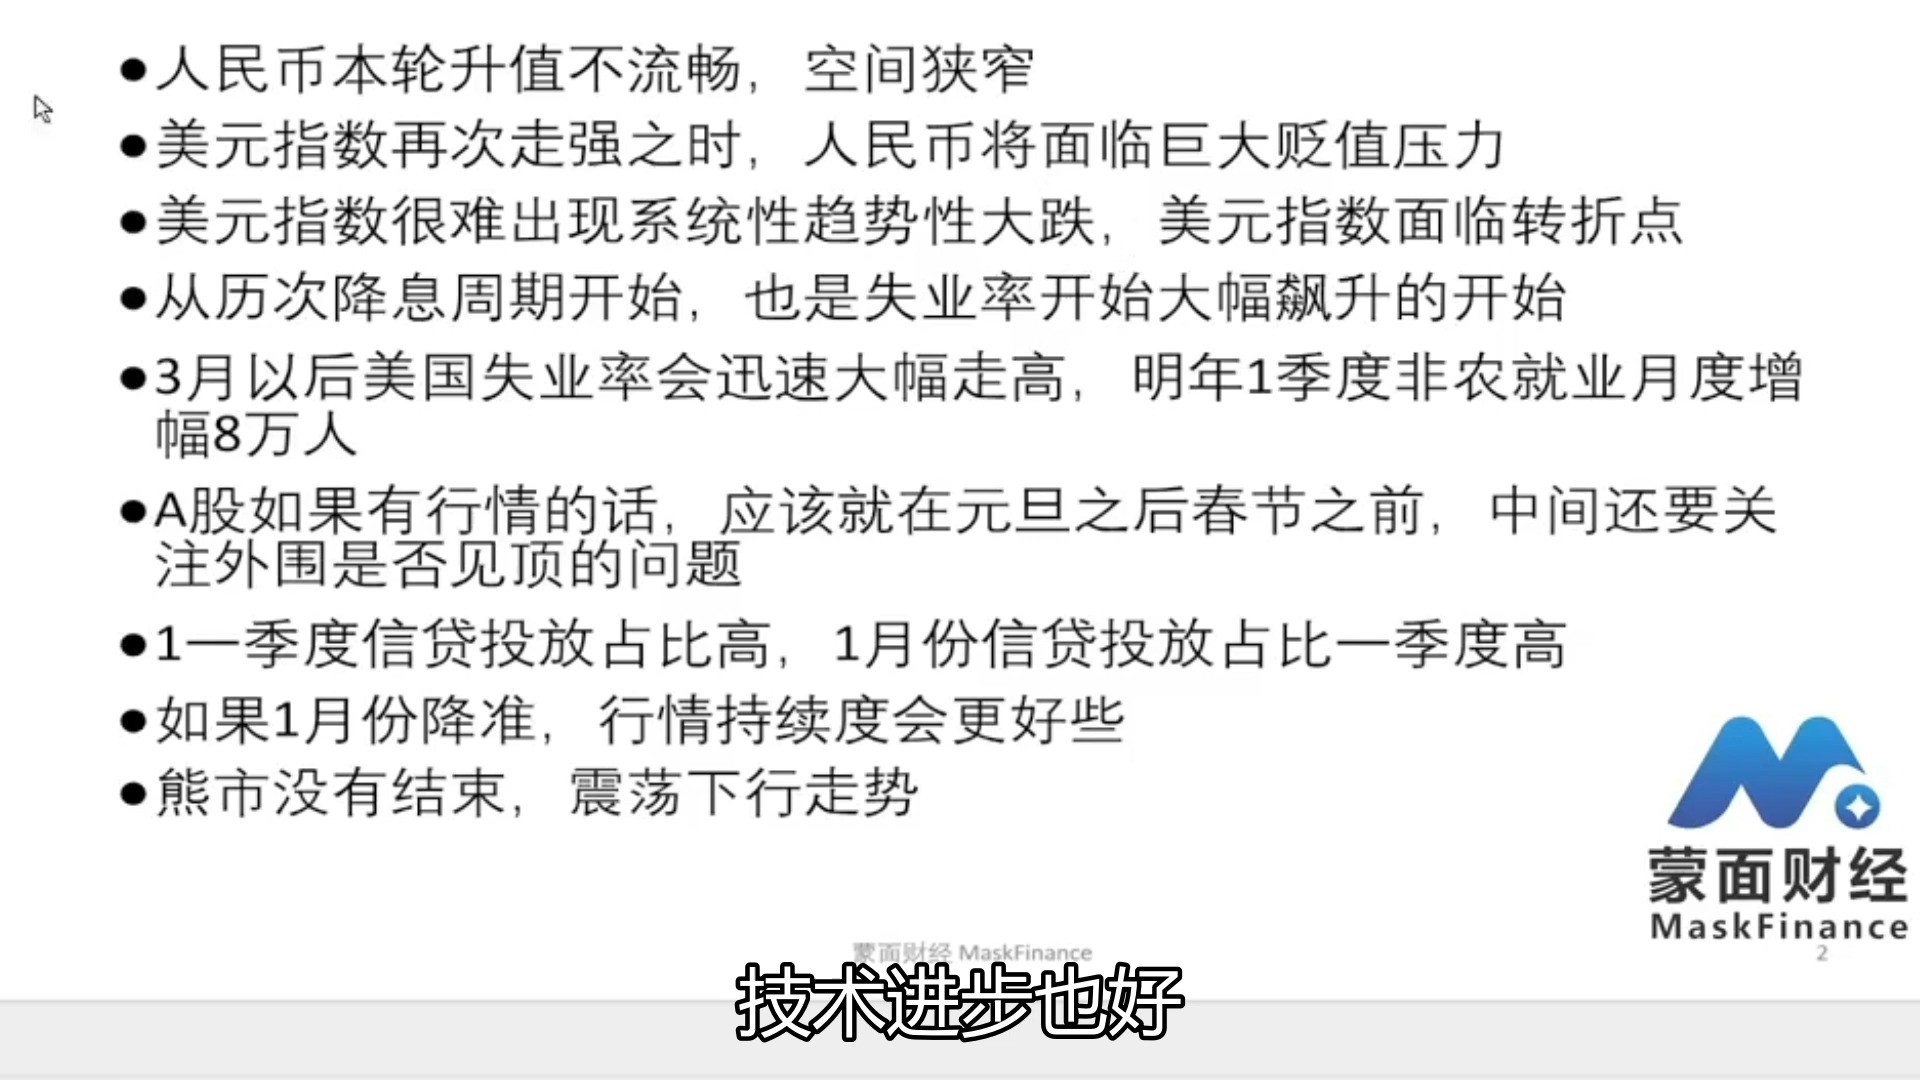 ●人民币本轮升值不流畅，空间狭窄
●美元指数再次走强之时，人民币将面临巨大贬值压力
●美元指数很难出现系统性趋势性大跌，美元指数面临转折点
●从历次降息周期开始，也是失业率开始大幅飙升的开始
●3月以后美国失业率会迅速大幅走高，明年1季度非农就业月度增
幅8万人
●A股如果有行情的话，应该就在元旦之后春节之前，中间还要关
注外围是否见顶的问题
●1一季度信贷投放占比高，1月份信贷投放占比一季度高
●如果1月份降准，行情持续度会更好些
●熊市没有结束，震荡下行走势
蒙面财经
MaskFinance
蒙面财经 MaskFinance
2
技术进步也好